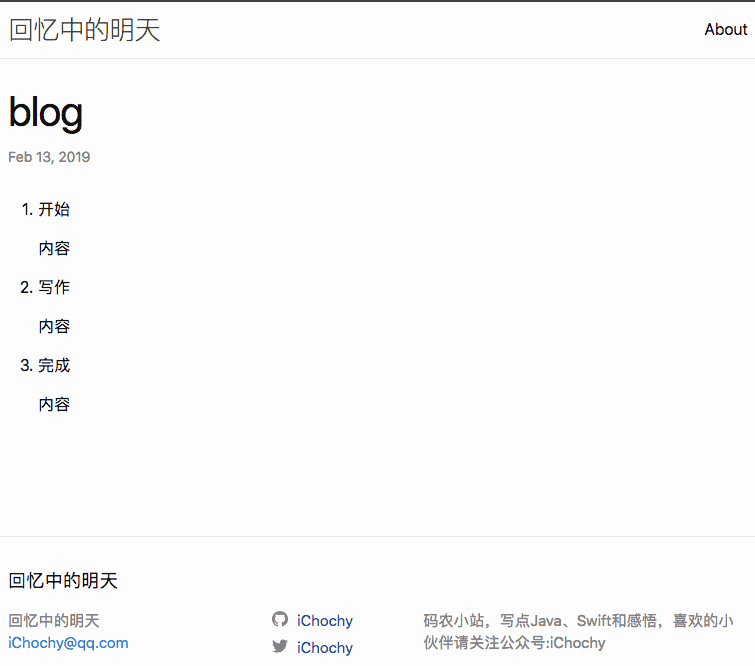 回忆中的明天
About
blog
Feb 13, 2019
1. 开始
内容
2. 写作
内容
3. 完成
内容
回忆中的明天
回忆中的明天
iChochy@qq.com
iChochy
iChochy
码农小站，写点Java、Swift和感悟，喜欢的小
伙伴请关注公众号:iChochy